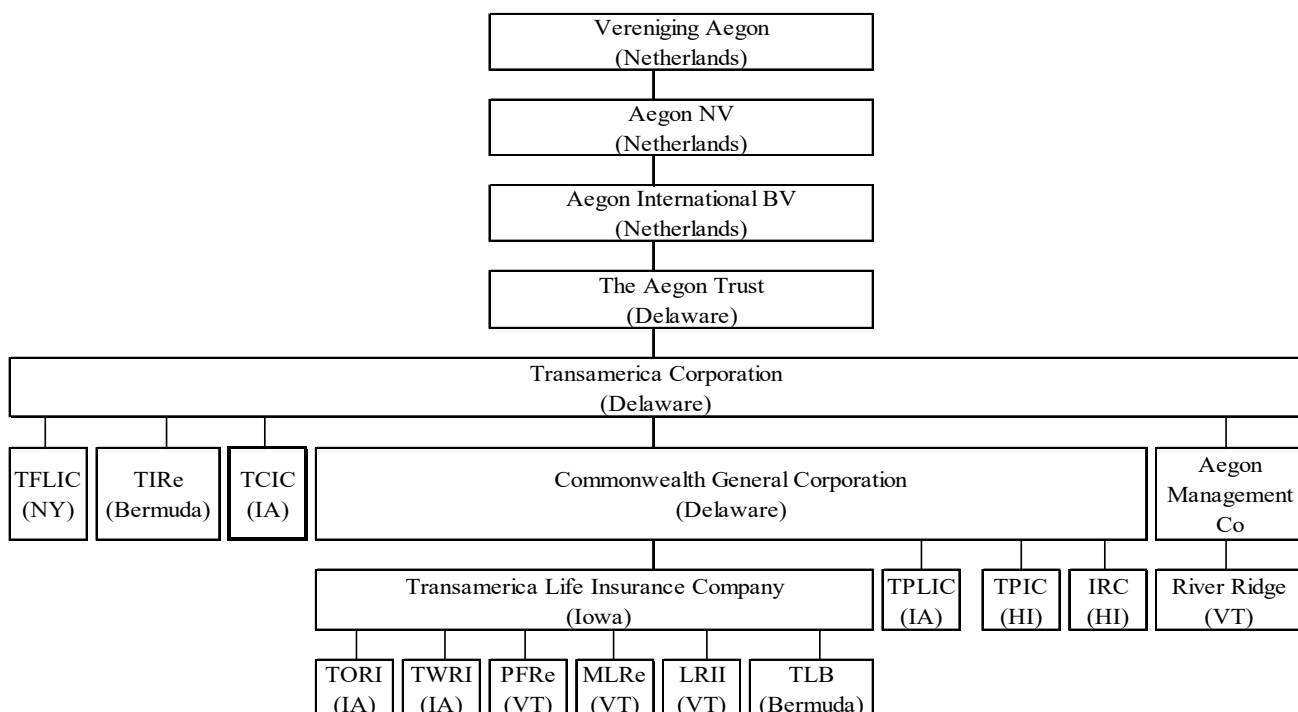 Vereniging Aegon
(Netherlands)
Aegon NV
(Netherlands)
Aegon International BV
(Netherlands)
The Aegon Trust
(Delaware)
Transamerica Corporation
(Delaware)
TFLIC
(NY)
TIRe
(Bermuda)
TCIC
(IA)
Commonwealth General Corporation
(Delaware)
Aegon
Management
Co
Transamerica Life Insurance Company
(Iowa)
TPLIC
(IA)
TPIC
(HI)
IRC
(HI)
River Ridge
(VT)
TORI
(IA)
TWRI
(IA)
PFRe
(VT)
MLRe
(VT)
LRII
(VT)
TLB
(Bermuda)